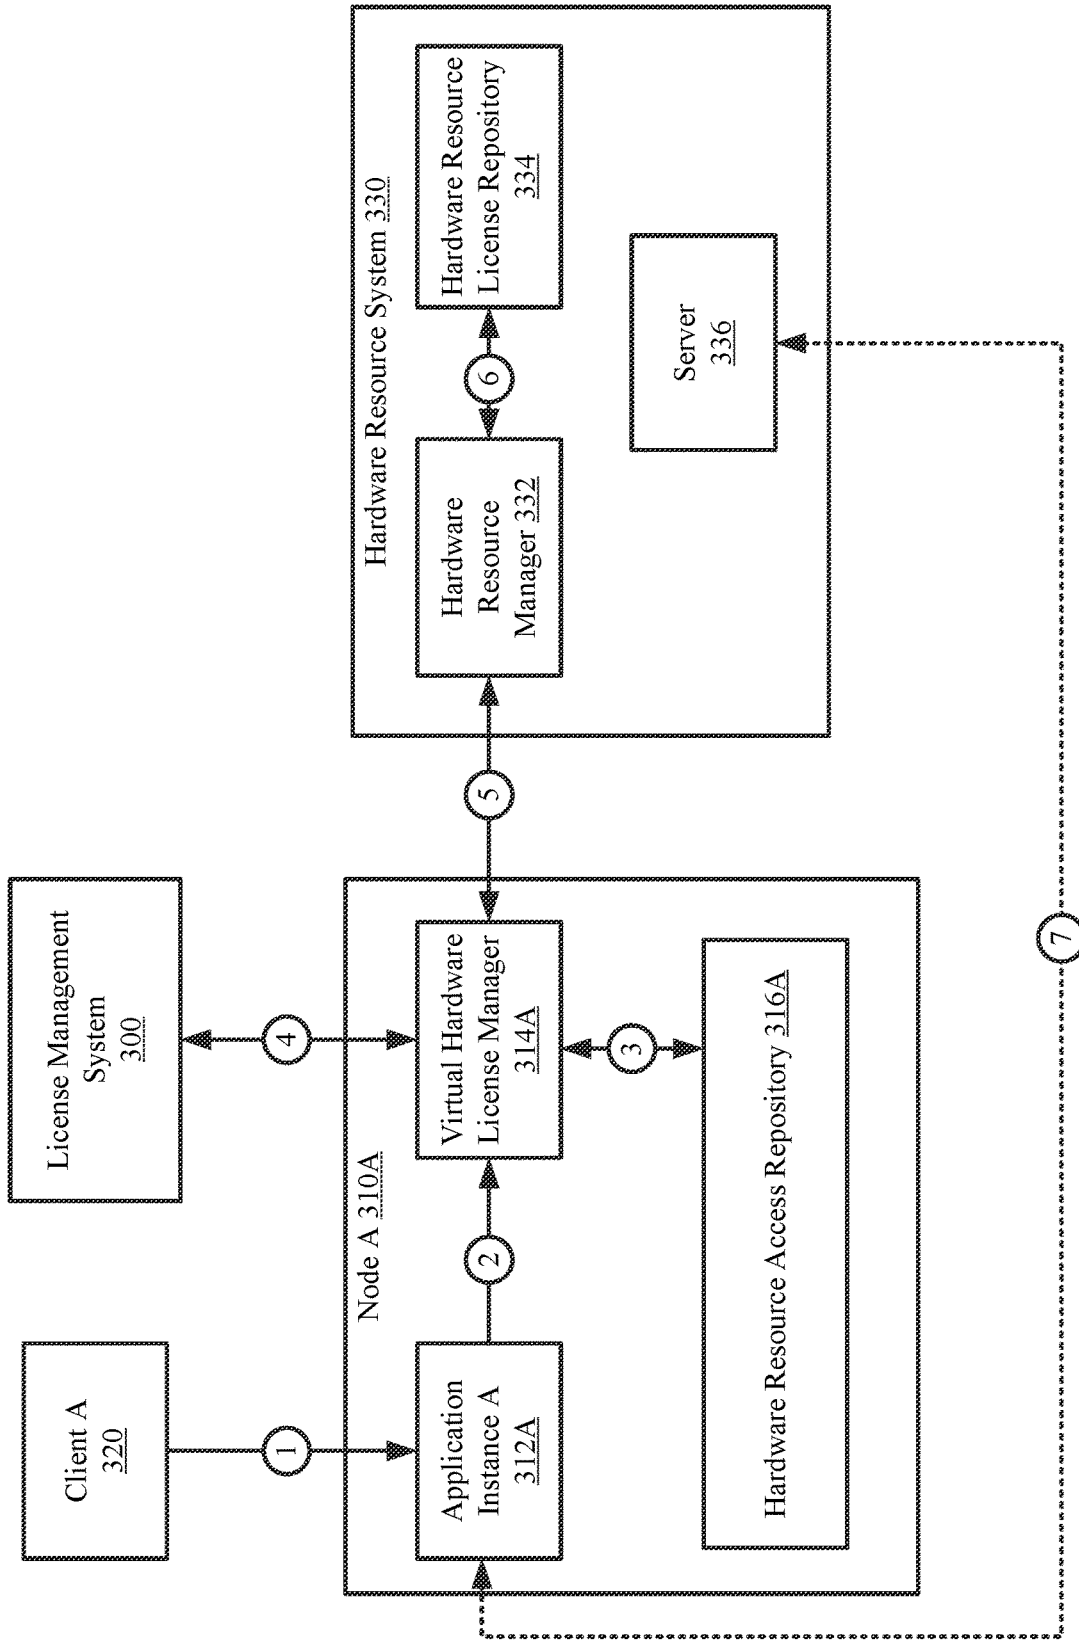 Client A
320
License Management
System
300
1
4
Node A 310A
Hardware Resource System 330
Application
Instance A
312A
2
Virtual Hardware
License Manager
314A
5
Hardware
Resource
Manager 332
6
Hardware Resource
License Repository
334
3
Hardware Resource Access Repository 316A
Server
336
7